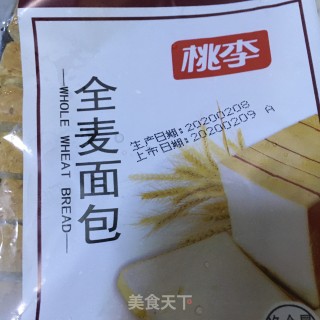 桃李
全麦面包
WHOLE WHEAT BREAD
生产日期:20200208
上市日期:20200209 A
美食天下